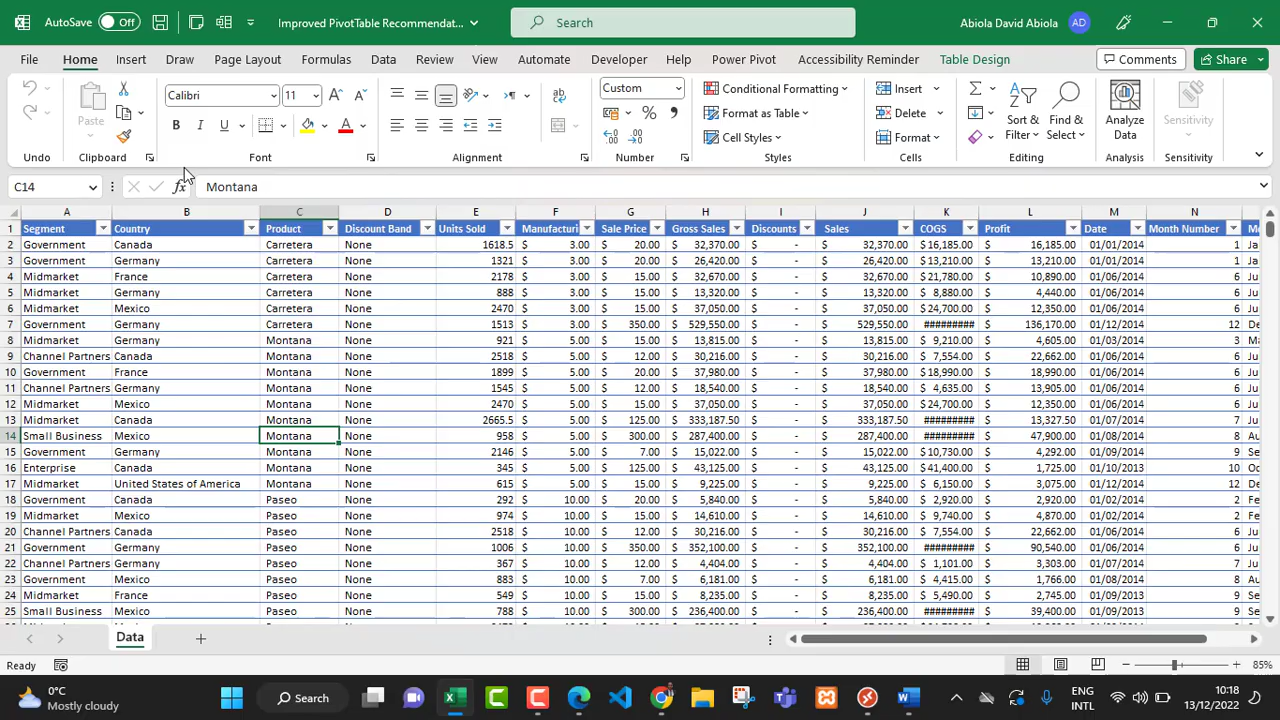 AutoSave Off Improved PivotTable Recommendat... Search Abiola David Abiola AD
File Home Insert Draw Page Layout Formulas Data Review View Automate Developer Help Power Pivot Accessibility Reminder Table Design Comments Share
Calibri 11 Custom Conditional Formatting Insert
Paste Format as Table Delete Sort & Filter Find & Select Analyze Data Sensitivity
Cell Styles Format
Undo Clipboard Font Alignment Number Styles Cells Editing Analysis Sensitivity
C14 fx Montana
A B C D E F G H I J K L M N
1 Segment Country Product Discount Band Units Sold Manufacturi Sale Price Gross Sales Discounts Sales COGS Profit Date Month Number
2 Government Canada Carretera None 1618.5 $ 3.00 $ 20.00 $ 32,370.00 $ - $ 32,370.00 $ 16,185.00 $ 16,185.00 01/01/2014 1 Ja
3 Government Germany Carretera None 1321 $ 3.00 $ 20.00 $ 26,420.00 $ - $ 26,420.00 $ 13,210.00 $ 13,210.00 01/01/2014 1 Ja
4 Midmarket France Carretera None 2178 $ 3.00 $ 15.00 $ 32,670.00 $ - $ 32,670.00 $ 21,780.00 $ 10,890.00 01/06/2014 6 Ju
5 Midmarket Germany Carretera None 888 $ 3.00 $ 15.00 $ 13,320.00 $ - $ 13,320.00 $ 8,880.00 $ 4,440.00 01/06/2014 6 Ju
6 Midmarket Mexico Carretera None 2470 $ 3.00 $ 15.00 $ 37,050.00 $ - $ 37,050.00 $ 24,700.00 $ 12,350.00 01/06/2014 6 Ju
7 Government Germany Carretera None 1513 $ 3.00 $ 350.00 $ 529,550.00 $ - $ 529,550.00 ######### $ 136,170.00 01/12/2014 12 De
8 Midmarket Germany Montana None 921 $ 5.00 $ 15.00 $ 13,815.00 $ - $ 13,815.00 $ 9,210.00 $ 4,605.00 01/03/2014 3 Ma
9 Channel Partners Canada Montana None 2518 $ 5.00 $ 12.00 $ 30,216.00 $ - $ 30,216.00 $ 7,554.00 $ 22,662.00 01/06/2014 6 Ju
10 Government France Montana None 1899 $ 5.00 $ 20.00 $ 37,980.00 $ - $ 37,980.00 $ 18,990.00 $ 18,990.00 01/06/2014 6 Ju
11 Channel Partners Germany Montana None 1545 $ 5.00 $ 12.00 $ 18,540.00 $ - $ 18,540.00 $ 4,635.00 $ 13,905.00 01/06/2014 6 Ju
12 Midmarket Mexico Montana None 2470 $ 5.00 $ 15.00 $ 37,050.00 $ - $ 37,050.00 $ 24,700.00 $ 12,350.00 01/06/2014 6 Ju
13 Midmarket Canada Montana None 2665.5 $ 5.00 $ 125.00 $ 333,187.50 $ - $ 333,187.50 ######### $ 13,327.50 01/07/2014 7 Ju
14 Small Business Mexico Montana None 958 $ 5.00 $ 300.00 $ 287,400.00 $ - $ 287,400.00 ######### $ 47,900.00 01/08/2014 8 Au
15 Government Germany Montana None 2146 $ 5.00 $ 7.00 $ 15,022.00 $ - $ 15,022.00 $ 10,730.00 $ 4,292.00 01/09/2014 9 Se
16 Enterprise Canada Montana None 345 $ 5.00 $ 125.00 $ 43,125.00 $ - $ 43,125.00 $ 41,400.00 $ 1,725.00 01/10/2013 10 Oc
17 Midmarket United States of America Montana None 615 $ 5.00 $ 15.00 $ 9,225.00 $ - $ 9,225.00 $ 6,150.00 $ 3,075.00 01/12/2014 12 De
18 Government Canada Paseo None 292 $ 10.00 $ 20.00 $ 5,840.00 $ - $ 5,840.00 $ 2,920.00 $ 2,920.00 01/02/2014 2 Fe
19 Midmarket Mexico Paseo None 974 $ 10.00 $ 15.00 $ 14,610.00 $ - $ 14,610.00 $ 9,740.00 $ 4,870.00 01/02/2014 2 Fe
20 Channel Partners Canada Paseo None 2518 $ 10.00 $ 12.00 $ 30,216.00 $ - $ 30,216.00 $ 7,554.00 $ 22,662.00 01/06/2014 6 Ju
21 Government Germany Paseo None 1006 $ 10.00 $ 350.00 $ 352,100.00 $ - $ 352,100.00 ######### $ 90,540.00 01/06/2014 6 Ju
22 Channel Partners Germany Paseo None 367 $ 10.00 $ 12.00 $ 4,404.00 $ - $ 4,404.00 $ 1,101.00 $ 3,303.00 01/07/2014 7 Ju
23 Government Mexico Paseo None 883 $ 10.00 $ 7.00 $ 6,181.00 $ - $ 6,181.00 $ 4,415.00 $ 1,766.00 01/08/2014 8 Au
24 Midmarket France Paseo None 549 $ 10.00 $ 15.00 $ 8,235.00 $ - $ 8,235.00 $ 5,490.00 $ 2,745.00 01/09/2013 9 Se
25 Small Business Mexico Paseo None 788 $ 10.00 $ 300.00 $ 236,400.00 $ - $ 236,400.00 ######### $ 39,400.00 01/09/2013 9 Se
Data
Ready 85%
0°C Mostly cloudy Search ENG INTL 10:18 13/12/2022